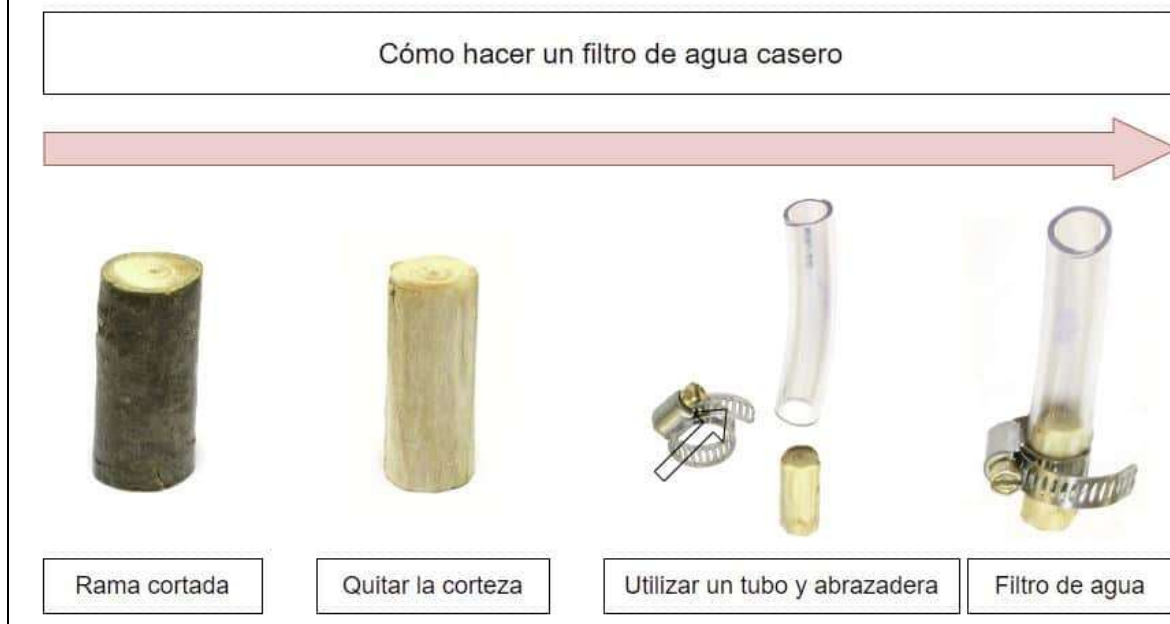 Cómo hacer un filtro de agua casero
Rama cortada
Quitar la corteza
Utilizar un tubo y abrazadera
Filtro de agua